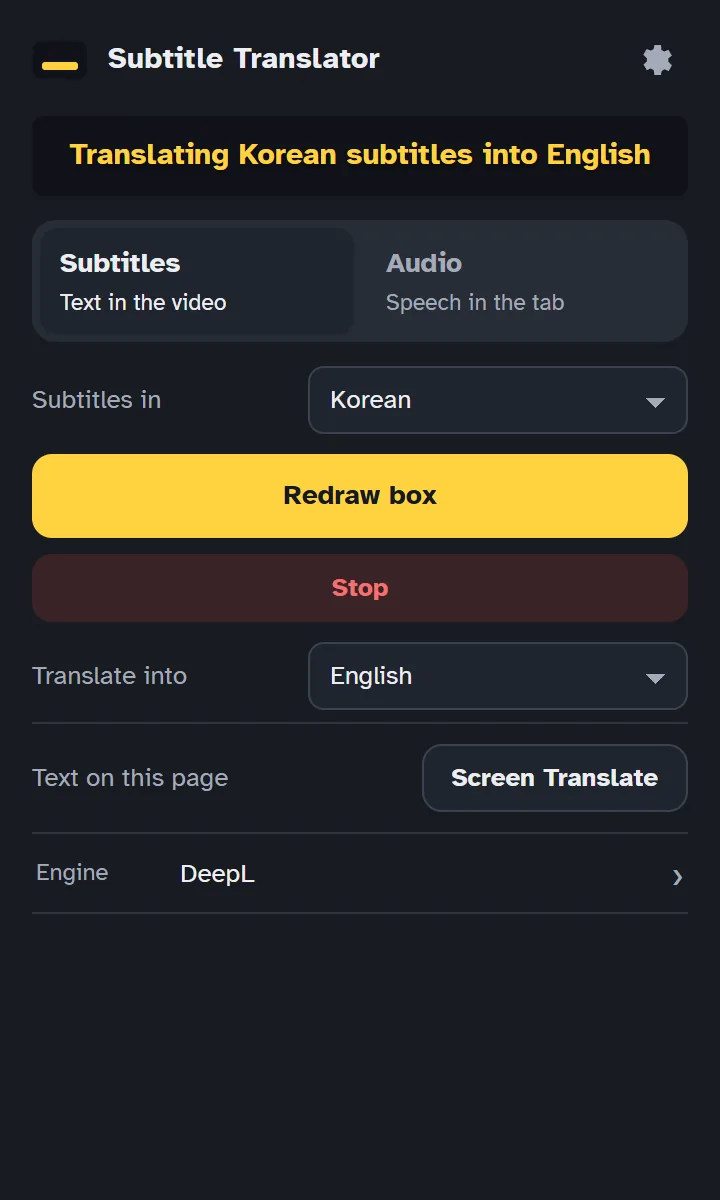 Subtitle Translator
Translating Korean subtitles into English
Subtitles
Text in the video
Audio
Speech in the tab
Subtitles in
Korean
Redraw box
Stop
Translate into
English
Text on this page
Screen Translate
Engine
DeepL